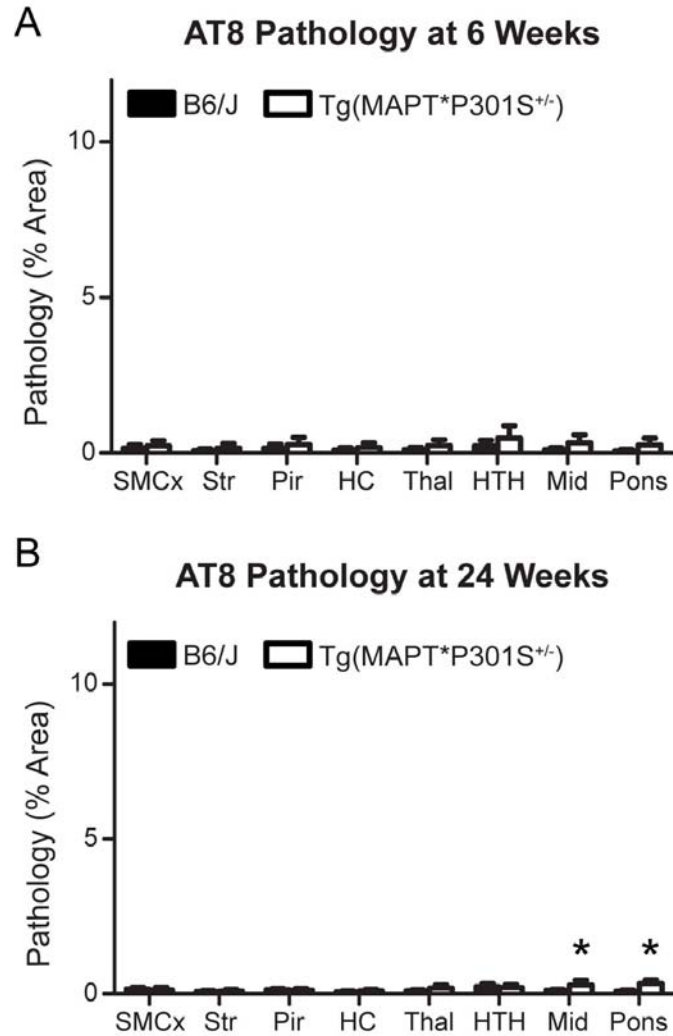 A
AT8 Pathology at 6 Weeks
B6/J Tg(MAPT*P301S+/-)
Pathology (% Area)
10
5
0
SMCx Str Pir HC Thal HTH Mid Pons
B
AT8 Pathology at 24 Weeks
B6/J Tg(MAPT*P301S+/-)
Pathology (% Area)
10
5
* *
0
SMCx Str Pir HC Thal HTH Mid Pons